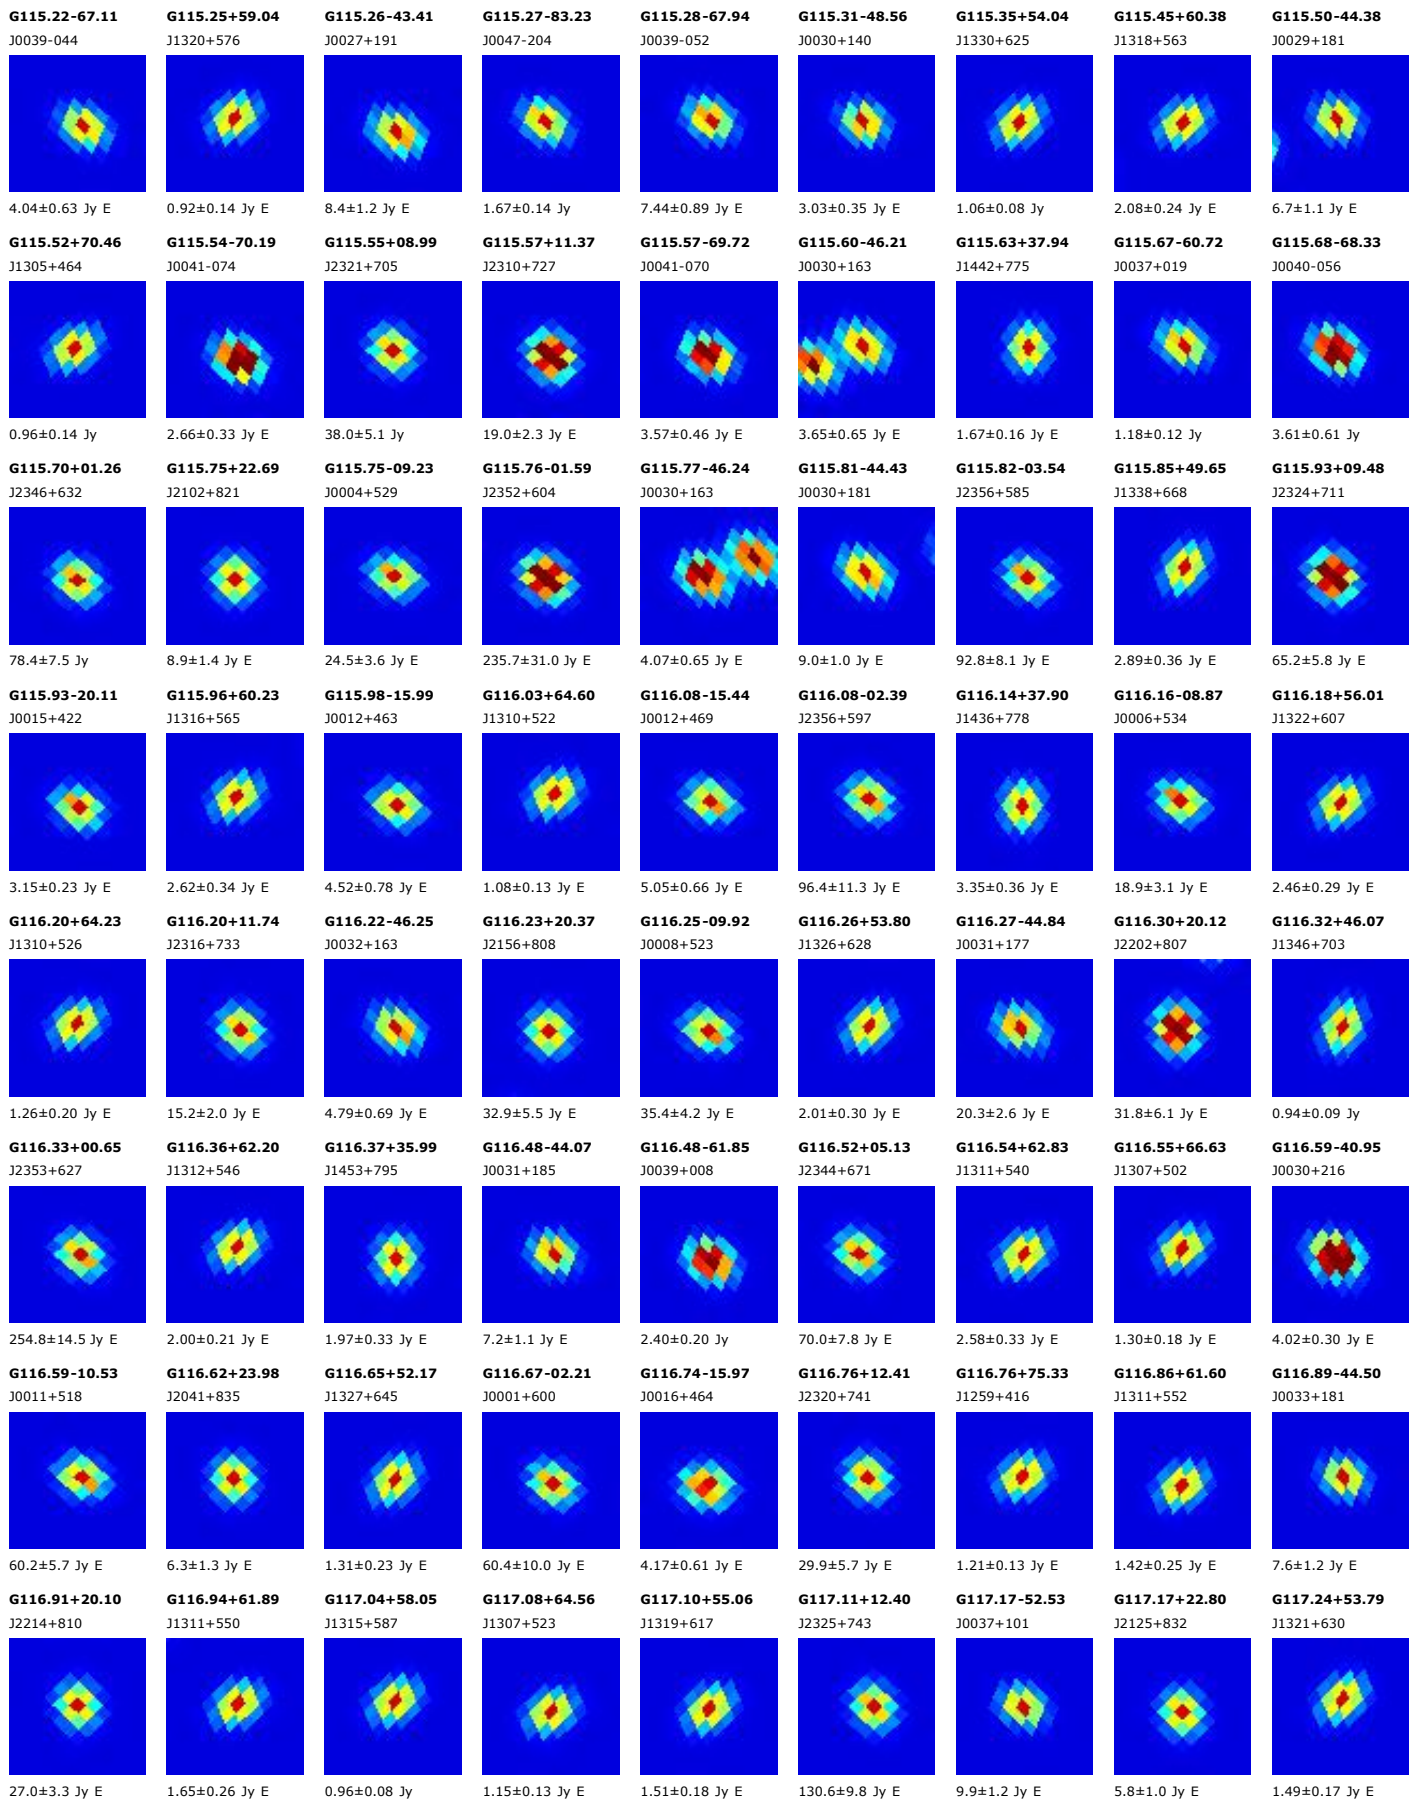 G115.22-67.11 G115.25+59.04 G115.26-43.41 G115.27-83.23 G115.28-67.94 G115.31-48.56 G115.35+54.04 G115.45+60.38 G115.50-44.38
J0039-044 J1320+576 J0027+191 J0047-204 J0039-052 J0030+140 J1330+625 J1318+563 J0029+181
4.04±0.63 Jy E 0.92±0.14 Jy E 8.4±1.2 Jy E 1.67±0.14 Jy 7.44±0.89 Jy E 3.03±0.35 Jy E 1.06±0.08 Jy 2.08±0.24 Jy E 6.7±1.1 Jy E
G115.52+70.46 G115.54-70.19 G115.55+08.99 G115.57+11.37 G115.57-69.72 G115.60-46.21 G115.63+37.94 G115.67-60.72 G115.68-68.33
J1305+464 J0041-074 J2321+705 J2310+727 J0041-070 J0030+163 J1442+775 J0037+019 J0040-056
0.96±0.14 Jy 2.66±0.33 Jy E 38.0±5.1 Jy 19.0±2.3 Jy E 3.57±0.46 Jy E 3.65±0.65 Jy E 1.67±0.16 Jy E 1.18±0.12 Jy 3.61±0.61 Jy
G115.70+01.26 G115.75+22.69 G115.75-09.23 G115.76-01.59 G115.77-46.24 G115.81-44.43 G115.82-03.54 G115.85+49.65 G115.93+09.48
J2346+632 J2102+821 J0004+529 J2352+604 J0030+163 J0030+181 J2356+585 J1338+668 J2324+711
78.4±7.5 Jy 8.9±1.4 Jy E 24.5±3.6 Jy E 235.7±31.0 Jy E 4.07±0.65 Jy E 9.0±1.0 Jy E 92.8±8.1 Jy E 2.89±0.36 Jy E 65.2±5.8 Jy E
G115.93-20.11 G115.96+60.23 G115.98-15.99 G116.03+64.60 G116.08-15.44 G116.08-02.39 G116.14+37.90 G116.16-08.87 G116.18+56.01
J0015+422 J1316+565 J0012+463 J1310+522 J0012+469 J2356+597 J1436+778 J0006+534 J1322+607
3.15±0.23 Jy E 2.62±0.34 Jy E 4.52±0.78 Jy E 1.08±0.13 Jy E 5.05±0.66 Jy E 96.4±11.3 Jy E 3.35±0.36 Jy E 18.9±3.1 Jy E 2.46±0.29 Jy E
G116.20+64.23 G116.20+11.74 G116.22-46.25 G116.23+20.37 G116.25-09.92 G116.26+53.80 G116.27-44.84 G116.30+20.12 G116.32+46.07
J1310+526 J2316+733 J0032+163 J2156+808 J0008+523 J1326+628 J0031+177 J2202+807 J1346+703
1.26±0.20 Jy E 15.2±2.0 Jy E 4.79±0.69 Jy E 32.9±5.5 Jy E 35.4±4.2 Jy E 2.01±0.30 Jy E 20.3±2.6 Jy E 31.8±6.1 Jy E 0.94±0.09 Jy
G116.33+00.65 G116.36+62.20 G116.37+35.99 G116.48-44.07 G116.48-61.85 G116.52+05.13 G116.54+62.83 G116.55+66.63 G116.59-40.95
J2353+627 J1312+546 J1453+795 J0031+185 J0039+008 J2344+671 J1311+540 J1307+502 J0030+216
254.8±14.5 Jy E 2.00±0.21 Jy E 1.97±0.33 Jy E 7.2±1.1 Jy E 2.40±0.20 Jy 70.0±7.8 Jy E 2.58±0.33 Jy E 1.30±0.18 Jy E 4.02±0.30 Jy E
G116.59-10.53 G116.62+23.98 G116.65+52.17 G116.67-02.21 G116.74-15.97 G116.76+12.41 G116.76+75.33 G116.86+61.60 G116.89-44.50
J0011+518 J2041+835 J1327+645 J0001+600 J0016+464 J2320+741 J1259+416 J1311+552 J0033+181
60.2±5.7 Jy E 6.3±1.3 Jy E 1.31±0.23 Jy E 60.4±10.0 Jy E 4.17±0.61 Jy E 29.9±5.7 Jy E 1.21±0.13 Jy E 1.42±0.25 Jy E 7.6±1.2 Jy E
G116.91+20.10 G116.94+61.89 G117.04+58.05 G117.08+64.56 G117.10+55.06 G117.11+12.40 G117.17-52.53 G117.17+22.80 G117.24+53.79
J2214+810 J1311+550 J1315+587 J1307+523 J1319+617 J2325+743 J0037+101 J2125+832 J1321+630
27.0±3.3 Jy E 1.65±0.26 Jy E 0.96±0.08 Jy 1.15±0.13 Jy E 1.51±0.18 Jy E 130.6±9.8 Jy E 9.9±1.2 Jy E 5.8±1.0 Jy E 1.49±0.17 Jy E